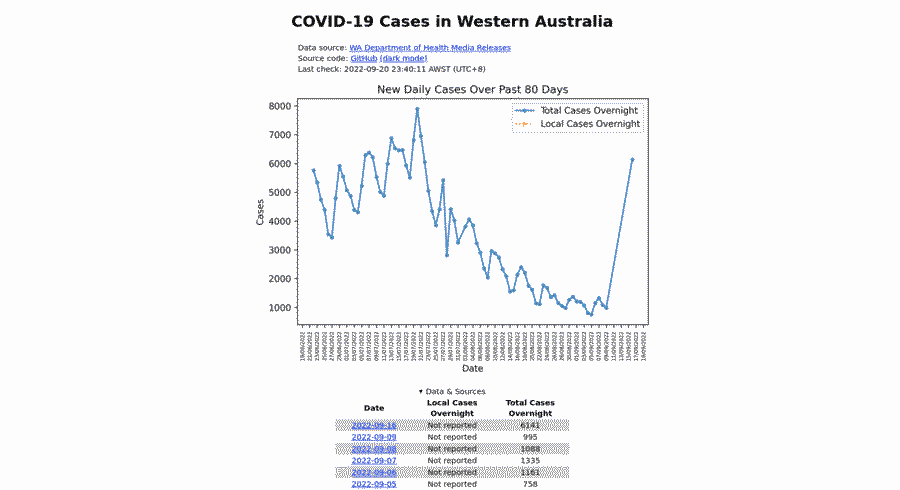 COVID-19 Cases in Western Australia
Data source: WA Department of Health Media Releases
Source code: GitHub (dark mode)
Last check: 2022-09-20 23:40:11 AWST (UTC+8)
New Daily Cases Over Past 80 Days
Total Cases Overnight
Local Cases Overnight
8000
7000
6000
5000
4000
3000
2000
1000
Cases
Date
▾ Data & Sources
Date Local Cases Overnight Total Cases Overnight
2022-09-16 Not reported 6141
2022-09-09 Not reported 995
2022-09-08 Not reported 1088
2022-09-07 Not reported 1335
2022-09-06 Not reported 1161
2022-09-05 Not reported 758